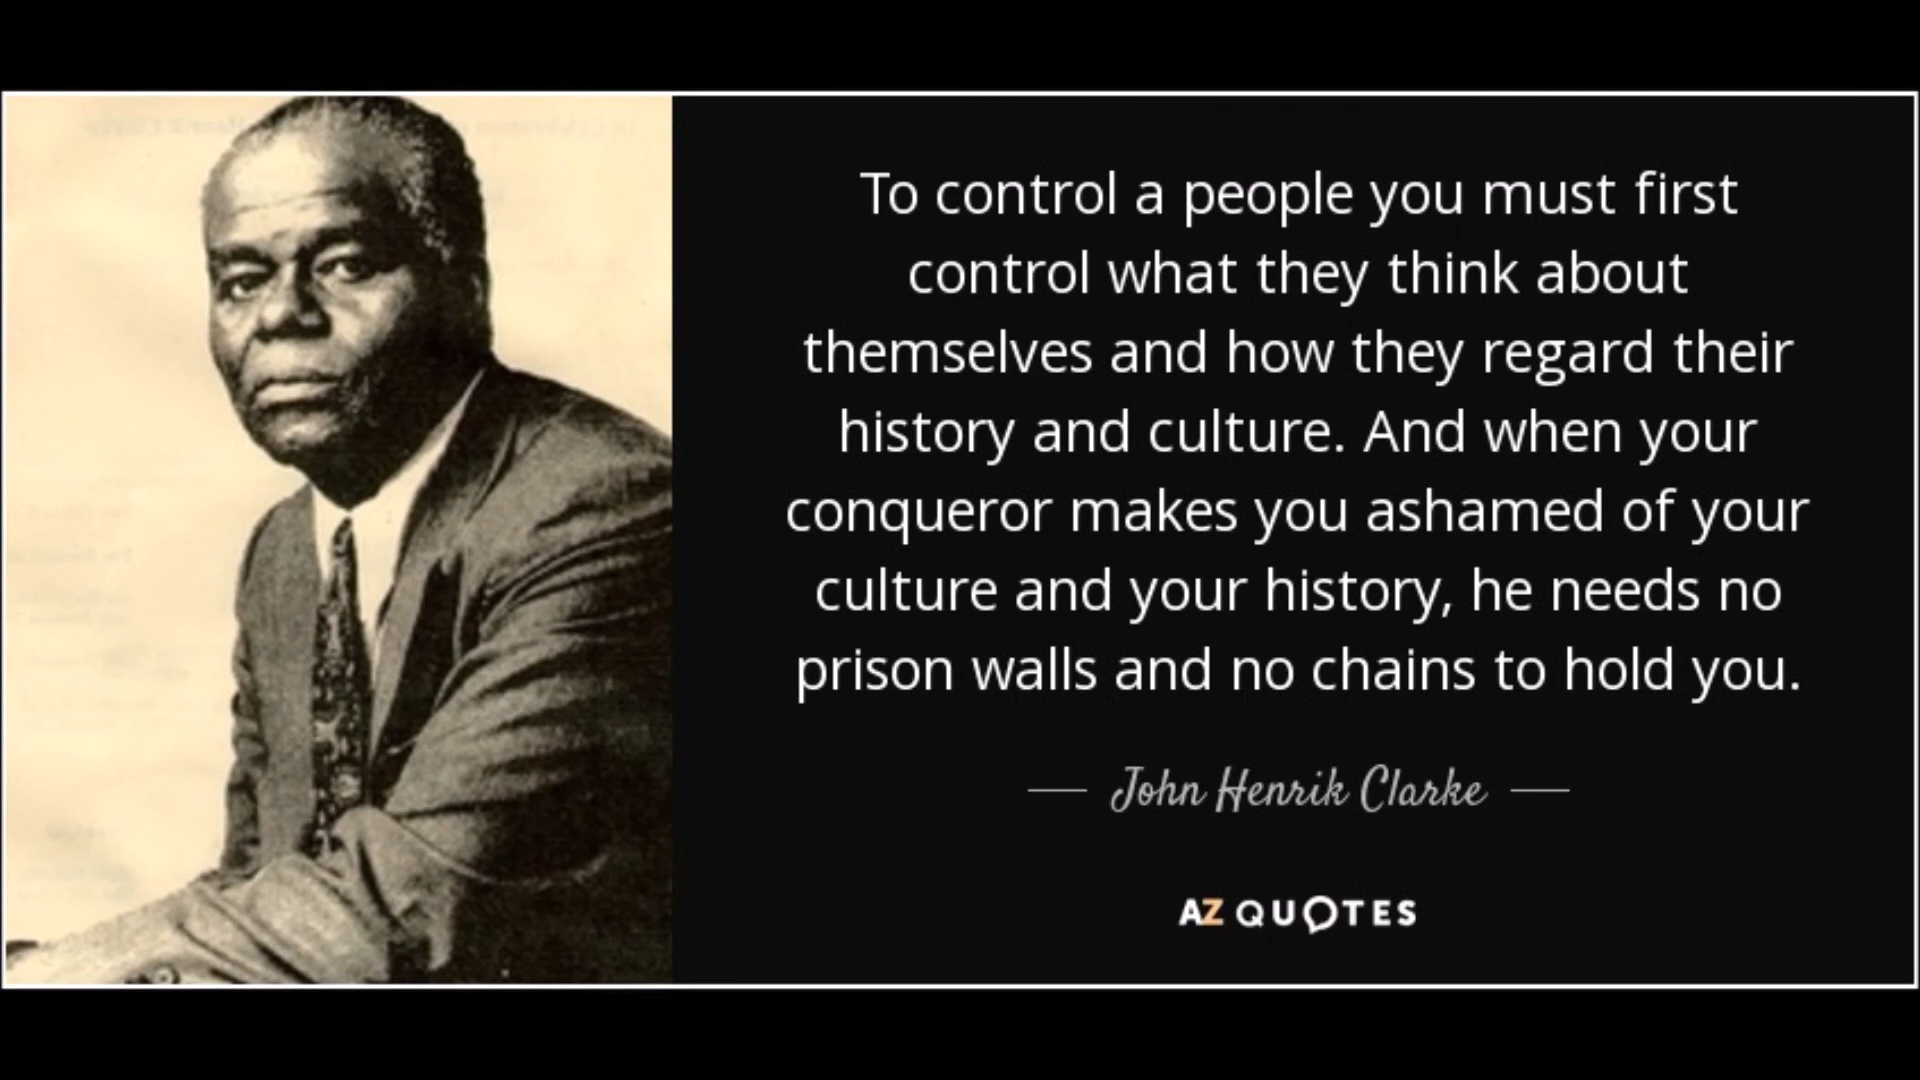 To control a people you must first
control what they think about
themselves and how they regard their
history and culture. And when your
conqueror makes you ashamed of your
culture and your history, he needs no
prison walls and no chains to hold you.
John Henrik Clarke
AZ QUOTES